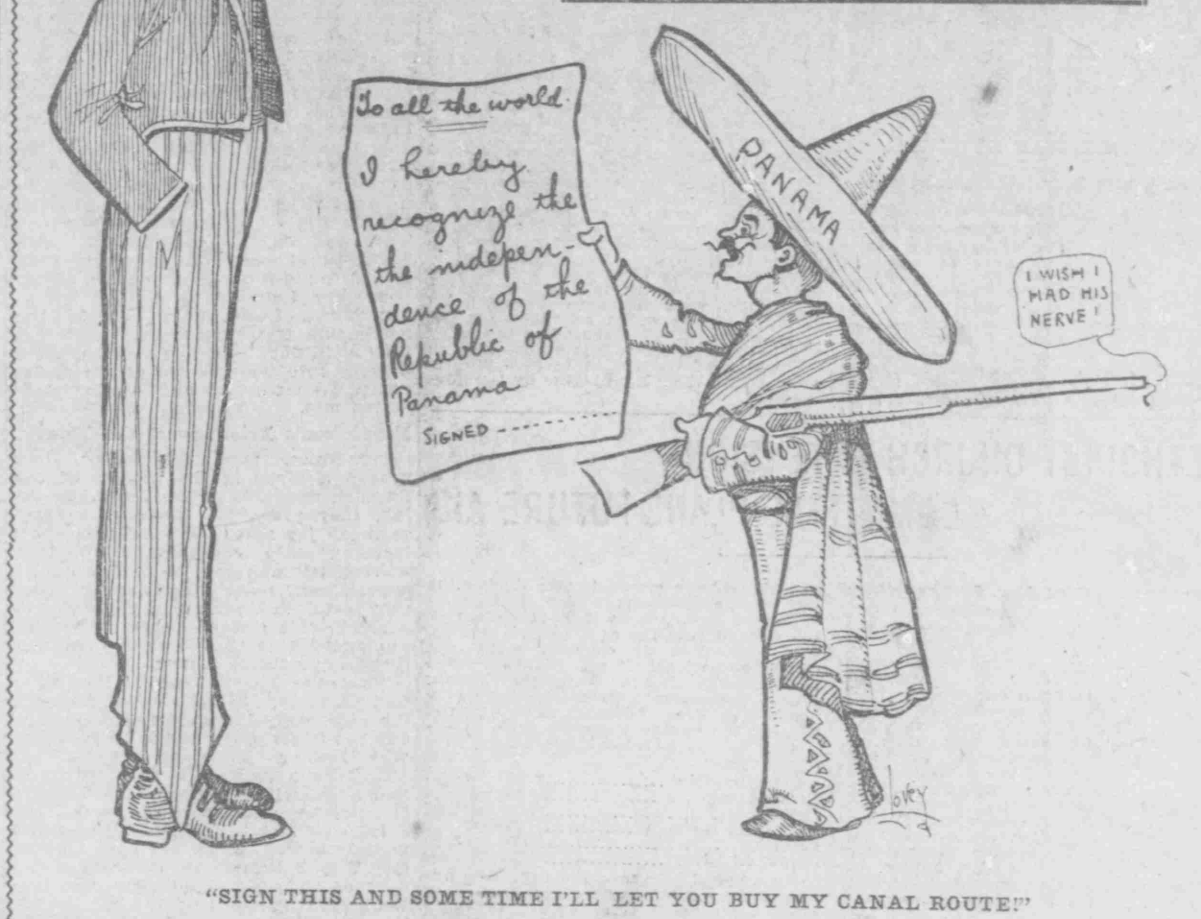 To all the world.
I hereby
recognize the
the indepen-
dence of the
Republic of
Panama
SIGNED -------
PANAMA
I WISH I
HAD HIS
NERVE!
"SIGN THIS AND SOME TIME I'LL LET YOU BUY MY CANAL ROUTE!"